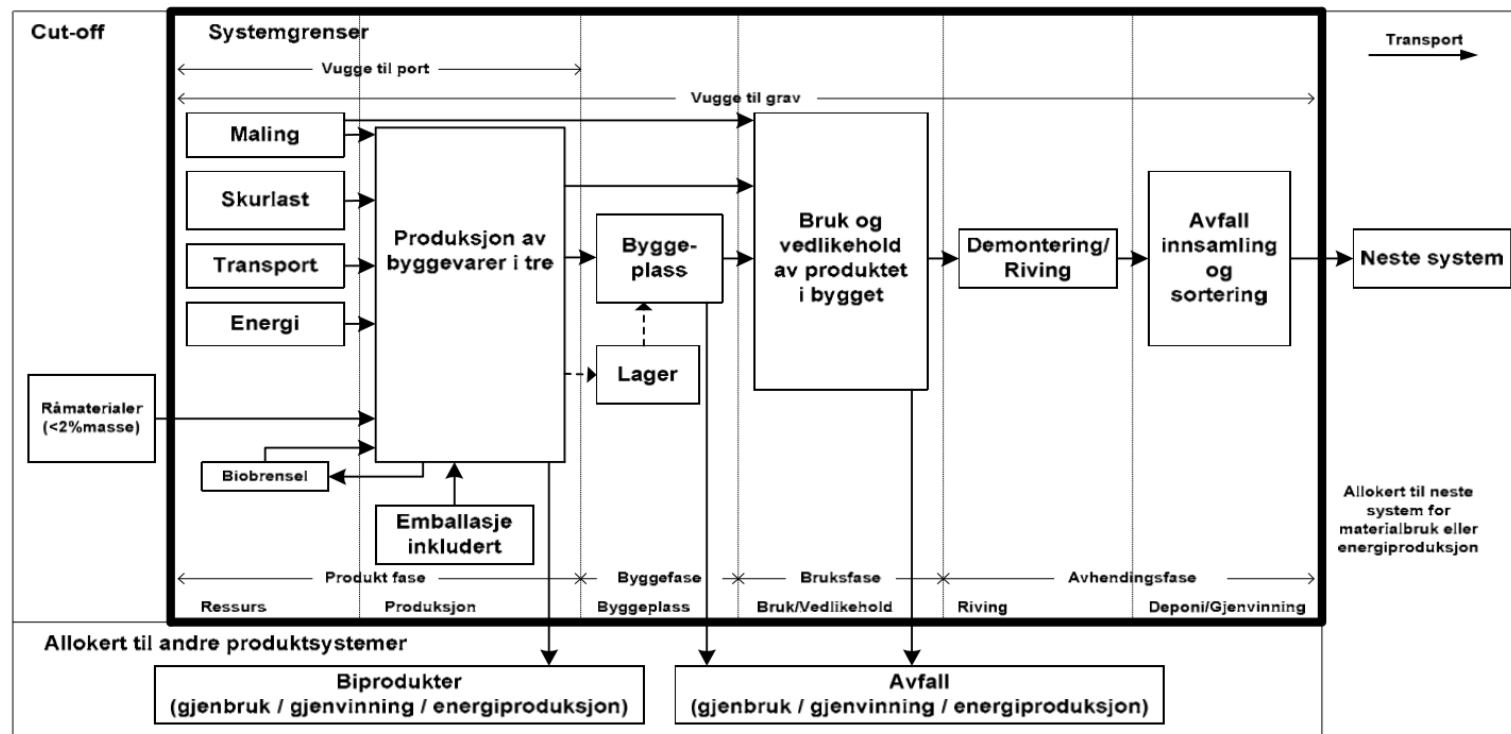 Cut-off
Systemgrenser
Transport
Vugge til port
Vugge til grav
Maling
Skurlast
Transport
Energi
Råmaterialer
(<2%masse)
Biobrensel
Produksjon av
byggevarer i tre
Emballasje
inkludert
Bygge-
plass
Lager
Bruk og
vedlikehold
av produktet
i bygget
Demontering/
Riving
Avfall
innsamling
og
sortering
Neste system
Allokert til neste
system for
materialbruk eller
energiproduksjon
Produkt fase
Byggefase
Bruksfase
Avhendingsfase
Ressurs
Produksjon
Byggeplass
Bruk/Vedlikehold
Riving
Deponi/Gjenvinning
Allokert til andre produktsystemer
Biprodukter
(gjenbruk / gjenvinning / energiproduksjon)
Avfall
(gjenbruk / gjenvinning / energiproduksjon)